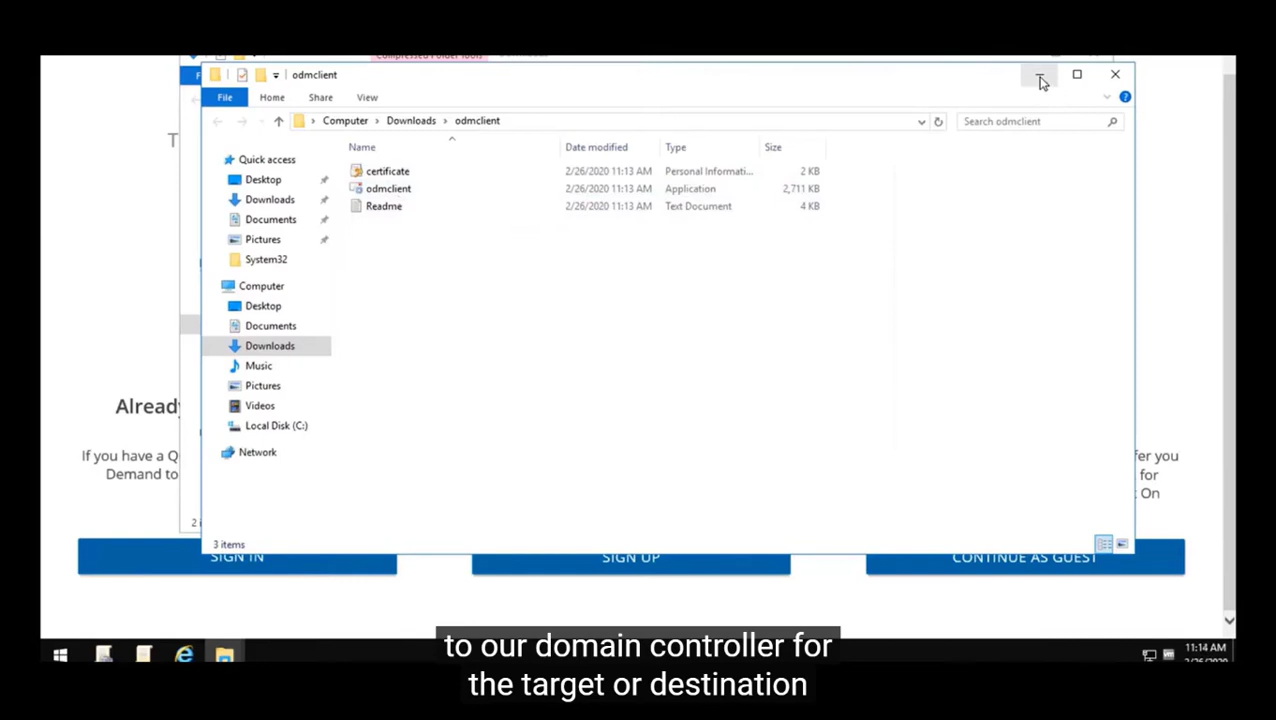 Compressed Folder Tools
odmclient
File Home Share View
Computer Downloads odmclient
Search odmclient
Name Date modified Type Size
certificate 2/26/2020 11:13 AM Personal Informati... 2 KB
odmclient 2/26/2020 11:13 AM Application 2,711 KB
Readme 2/26/2020 11:13 AM Text Document 4 KB
Quick access
Desktop
Downloads
Documents
Pictures
System32
Computer
Desktop
Documents
Downloads
Music
Pictures
Videos
Local Disk (C:)
Network
3 items
T
Already
If you have a Q
Demand to
fer you
for
On
SIGN IN SIGN UP CONTINUE AS GUEST
11:14 AM
to our domain controller for
the target or destination